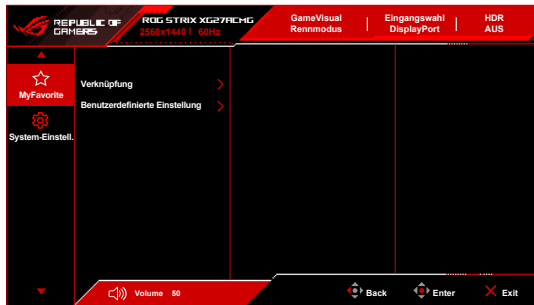 REPUBLIC OF
GAMERS
ROG STRIX XG27ACMG
2560x1440 | 60Hz
GameVisual
Rennmodus
Eingangswahl
DisplayPort
HDR
AUS
MyFavorite
System-Einstell.
Verknüpfung
Benutzerdefinierte Einstellung
Volume 50
Back
Enter
Exit